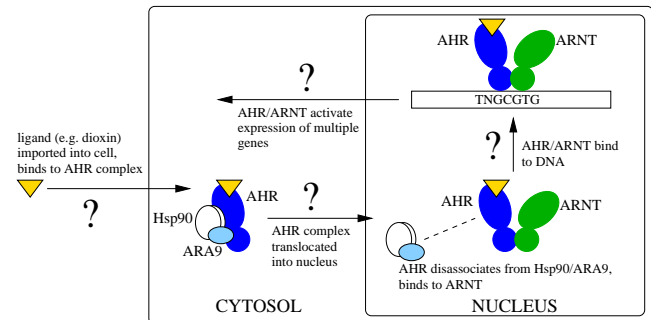 AHR
ARNT
TNGCGTG
?
AHR/ARNT activate
expression of multiple
genes
?
AHR/ARNT bind
to DNA
ligand (e.g. dioxin)
imported into cell,
binds to AHR complex
?
AHR
Hsp90
ARA9
?
AHR complex
translocated
into nucleus
AHR
ARNT
AHR disassociates from Hsp90/ARA9,
binds to ARNT
CYTOSOL
NUCLEUS